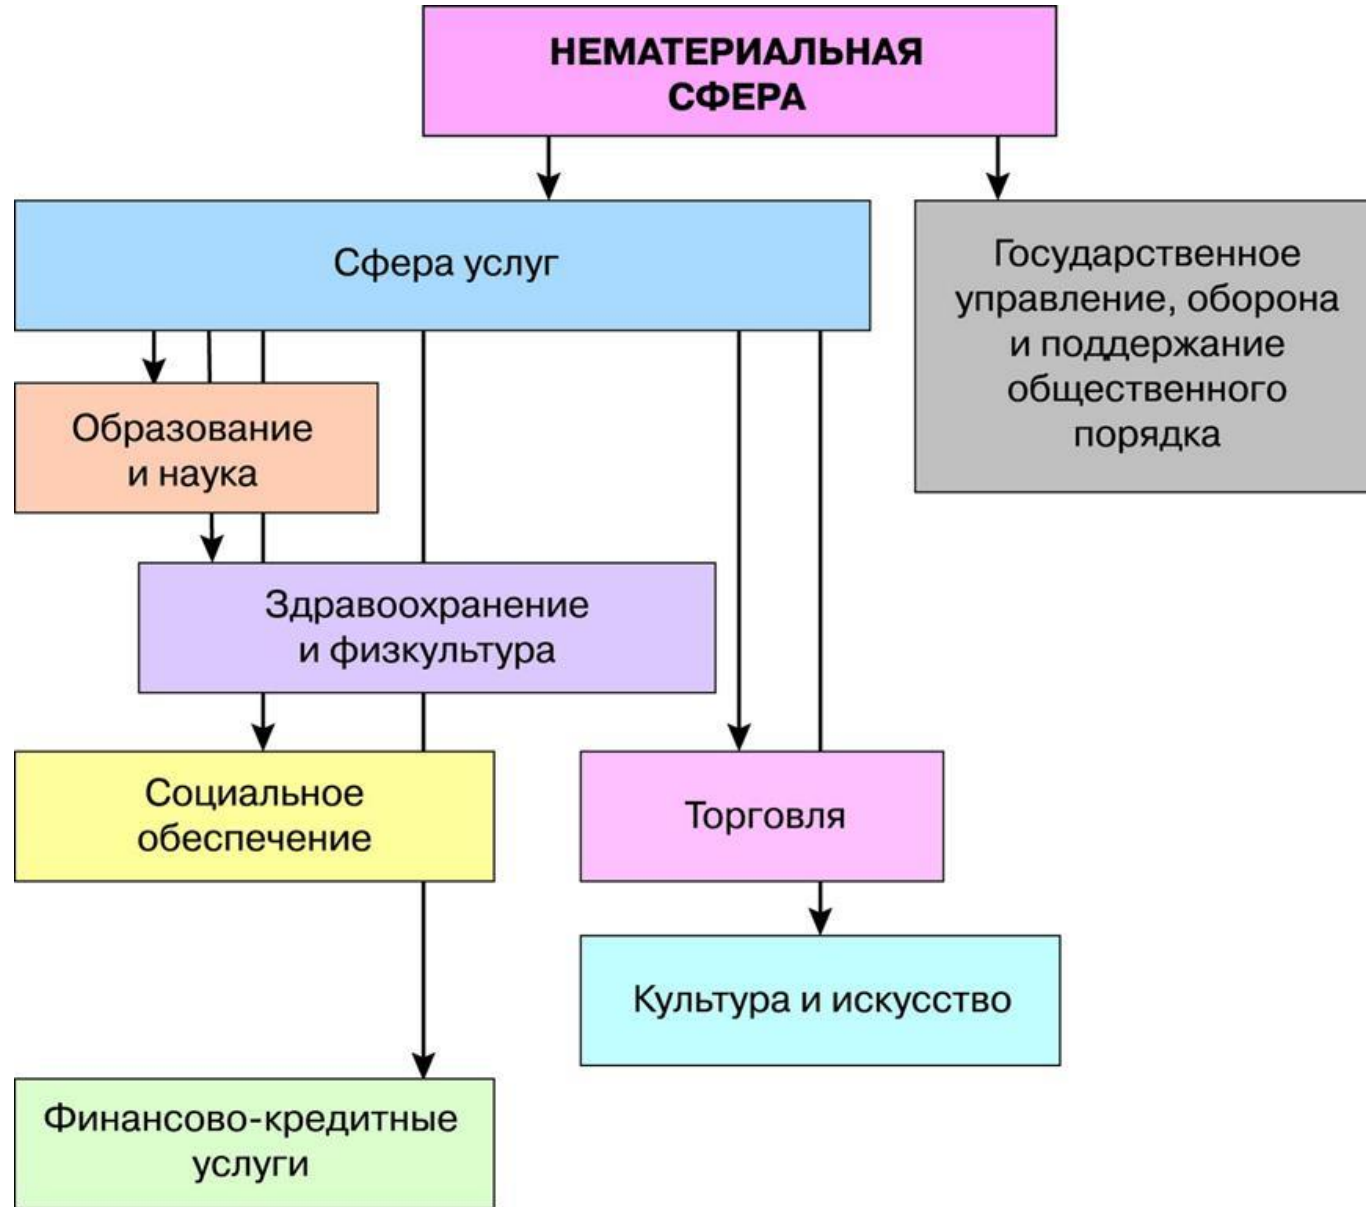 НЕМАТЕРИАЛЬНАЯ
СФЕРА
Сфера услуг
Государственное
управление, оборона
и поддержание
общественного
порядка
Образование
и наука
Здравоохранение
и физкультура
Социальное
обеспечение
Торговля
Культура и искусство
Финансово-кредитные
услуги